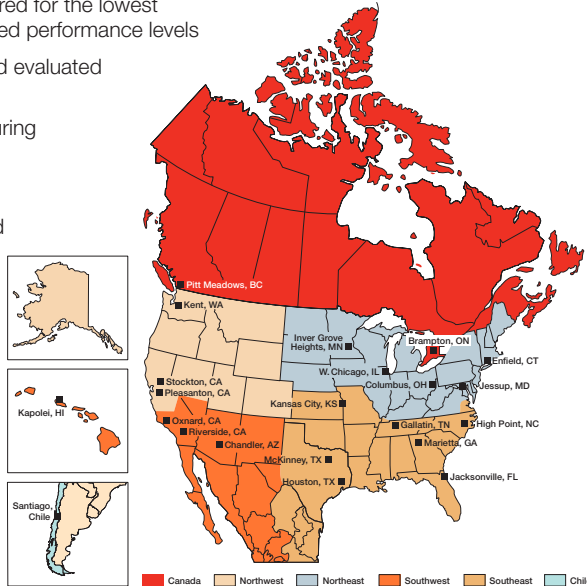 red for the lowest
ed performance levels
d evaluated
uring
d
Pitt Meadows, BC
Kent, WA
Inver Grove
Heights, MN
Brampton, ON
W. Chicago, IL
Enfield, CT
Columbus, OH
Jessup, MD
Stockton, CA
Pleasanton, CA
Kansas City, KS
Kapolei, HI
Oxnard, CA
Riverside, CA
Chandler, AZ
Gallatin, TN
High Point, NC
Marietta, GA
McKinney, TX
Houston, TX
Jacksonville, FL
Santiago,
Chile
Canada
Northwest
Northeast
Southwest
Southeast
Chil